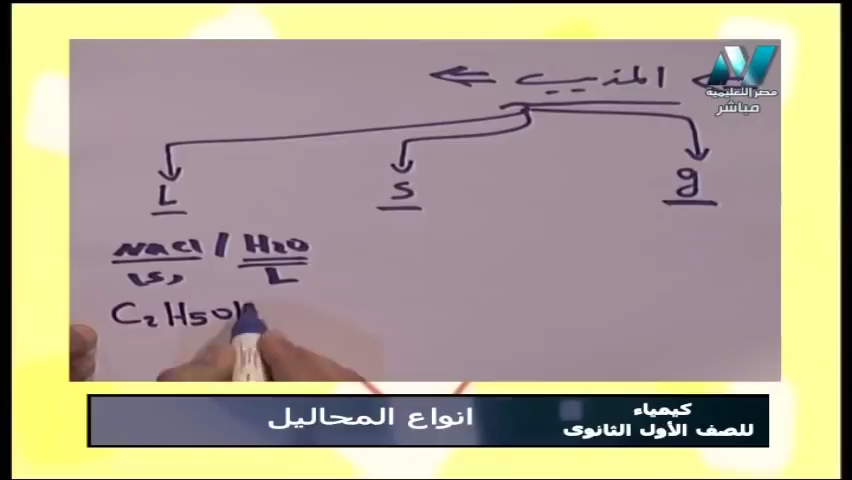 المذيب ⇐
مصر التعليمية
مباشر
L S g
NaCl / H2O
(S) L
C2H5OH
انواع المحاليل
كيمياء
للصف الأول الثانوى